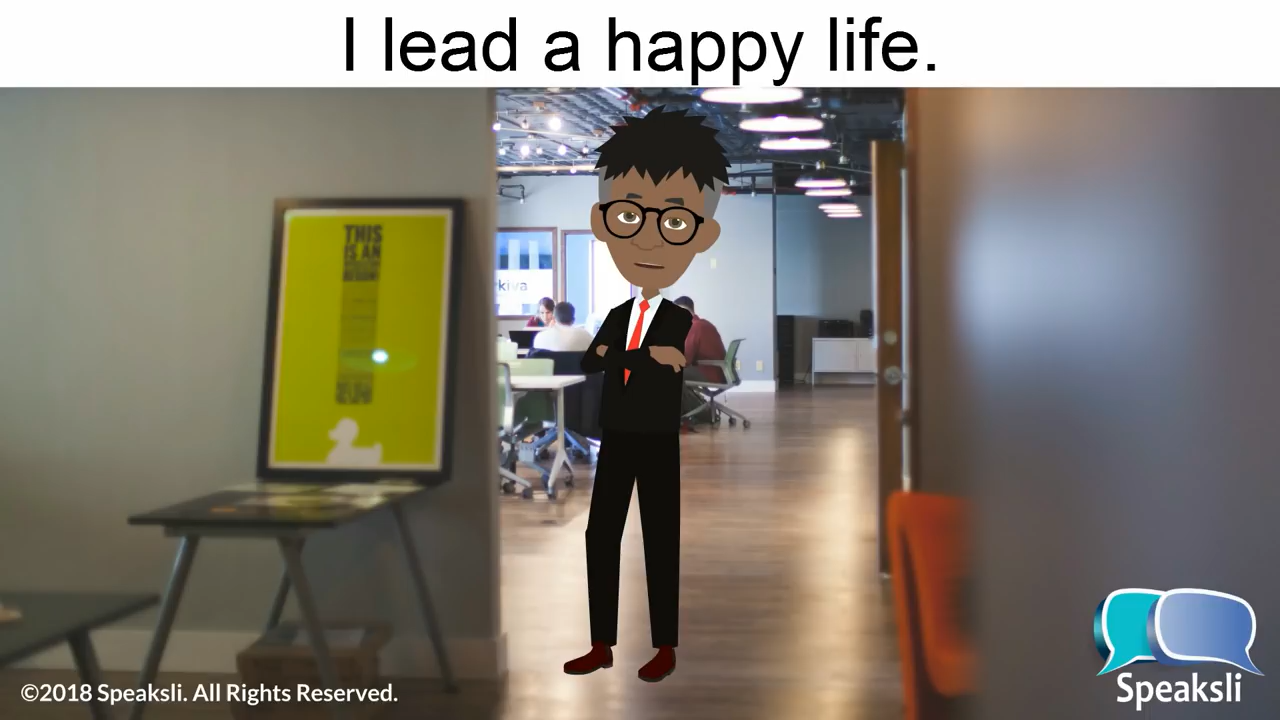 I lead a happy life.
THIS
IS AN
kiva
©2018 Speaksli. All Rights Reserved.
Speaksli